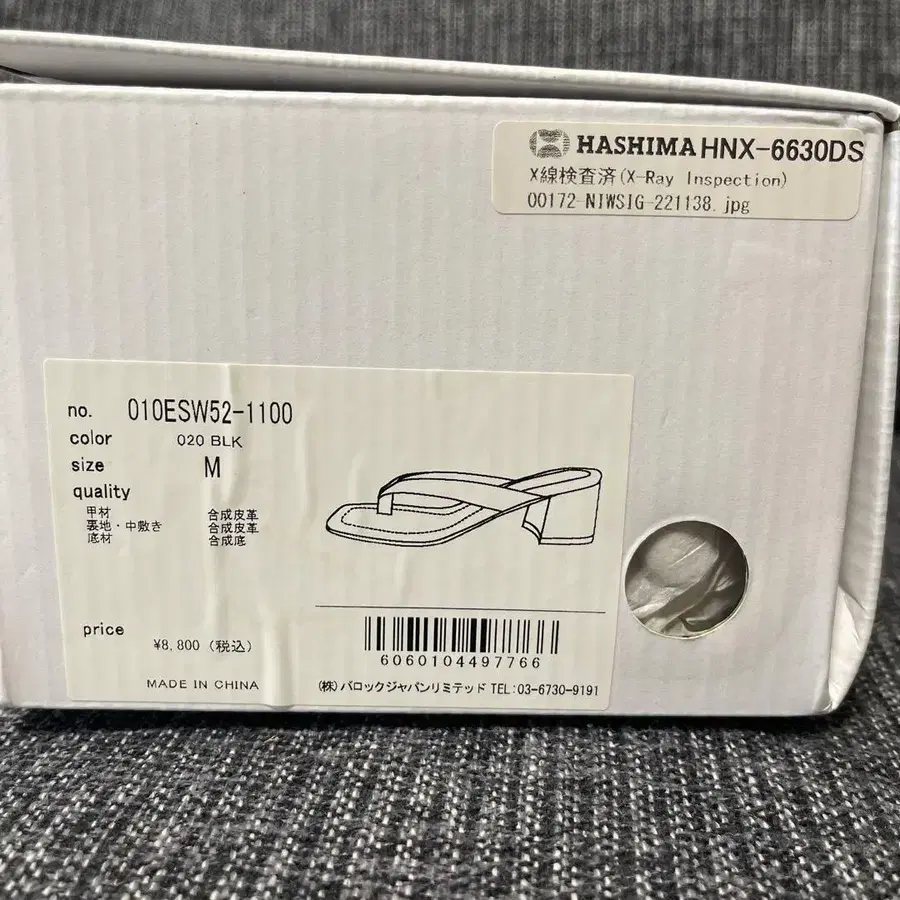 HASHIMA HNX-6630DS
X線検査済(X-Ray Inspection)
00172-NIWSIG-221138.jpg
no. 010ESW52-1100
color 020 BLK
size M
quality
甲材 合成皮革
裏地・中敷き 合成皮革
底材 合成底
price ¥8,800(税込)
6060104497766
MADE IN CHINA
(株)バロックジャパンリミテッド TEL:03-6730-9191